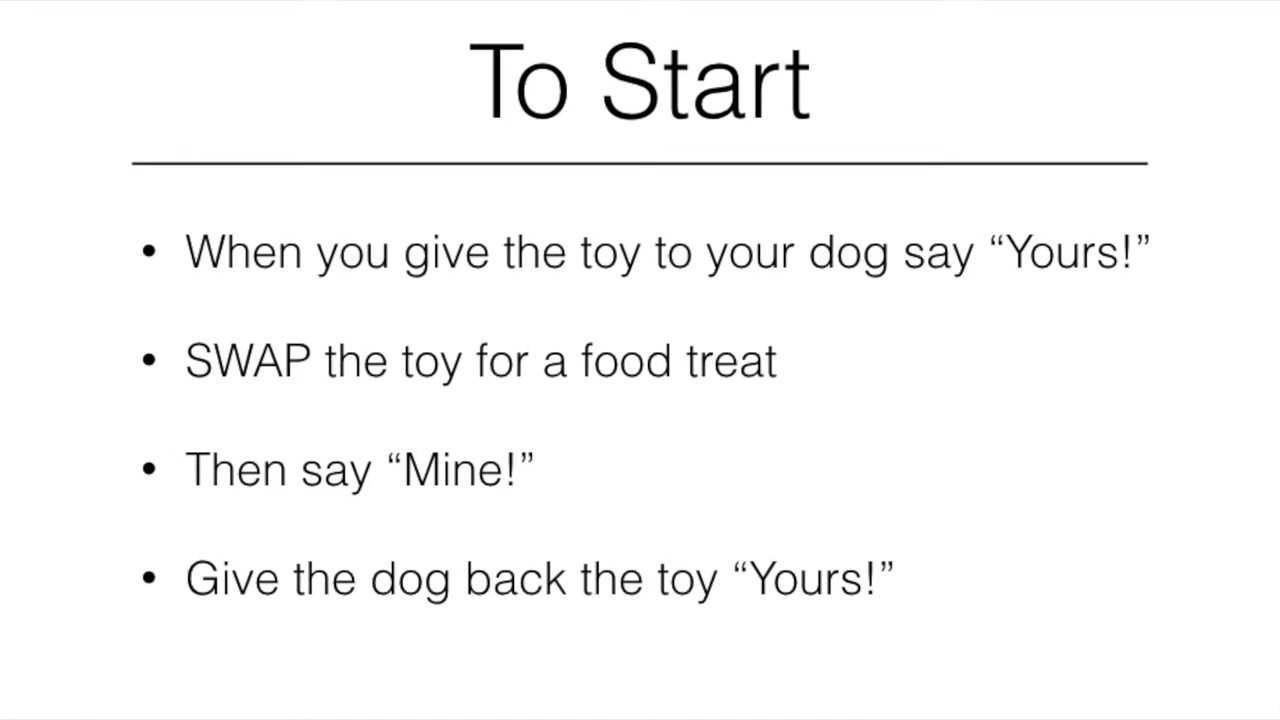 To Start
• When you give the toy to your dog say “Yours!”
• SWAP the toy for a food treat
• Then say “Mine!”
• Give the dog back the toy “Yours!”